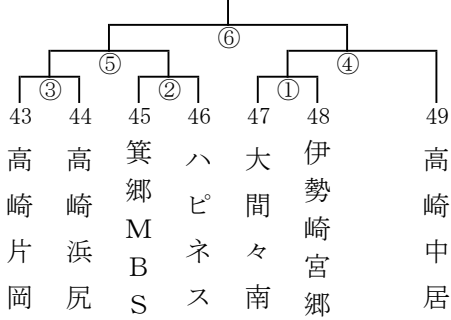 ⑥
⑤ ④
③ ② ①
43 44 45 46 47 48 49
高崎片岡
高崎浜尻
箕郷MBS
ハピネス
大間々南
伊勢崎宮郷
高崎中居